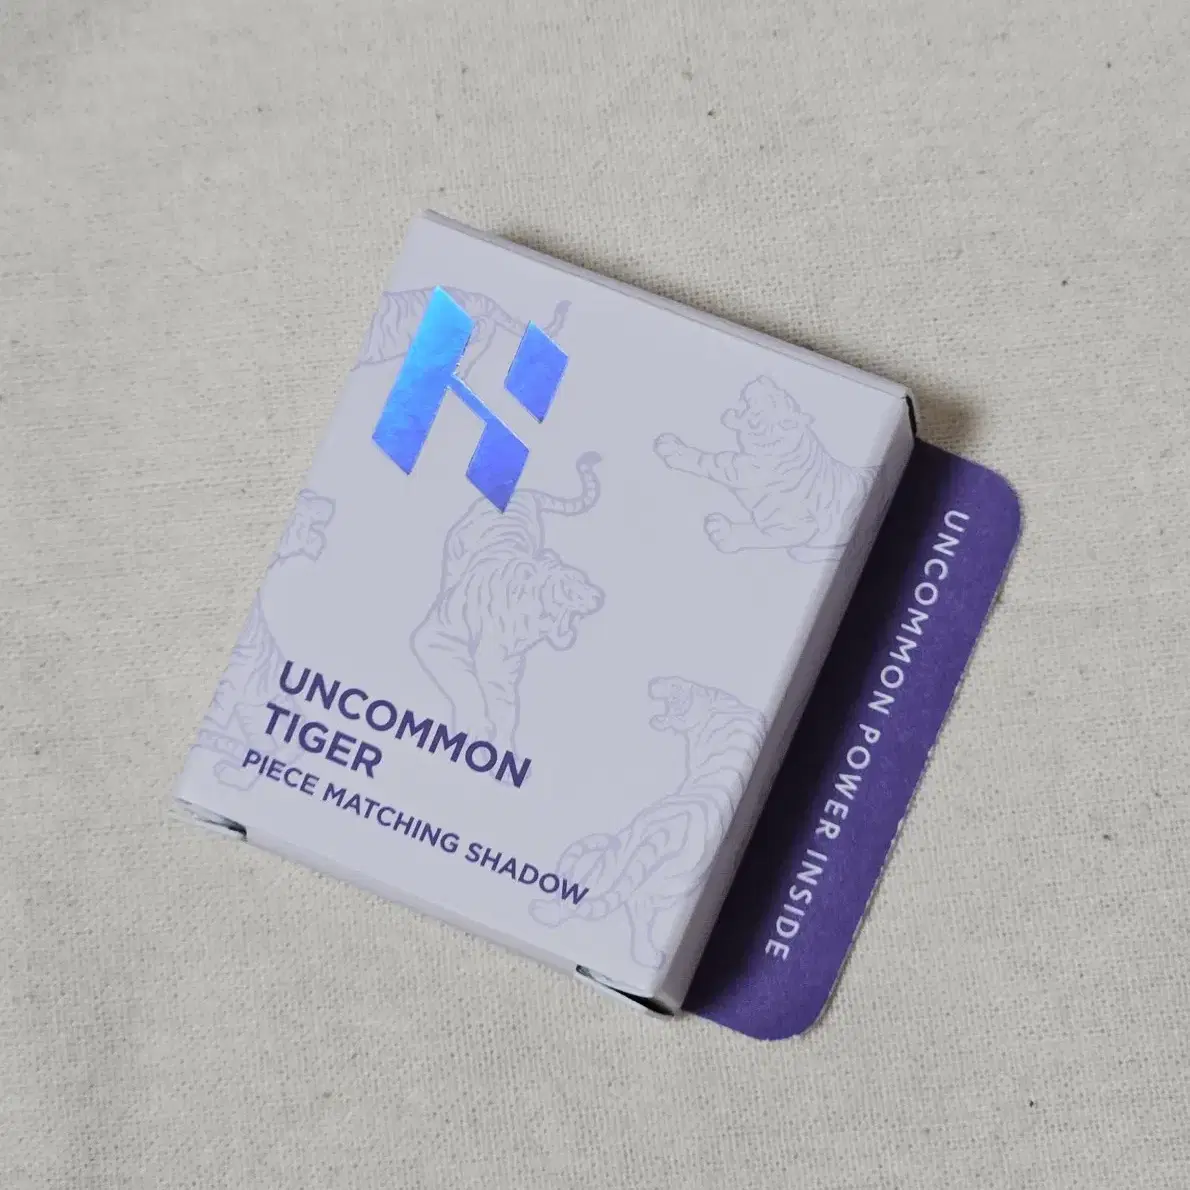 UNCOMMON
TIGER
PIECE MATCHING SHADOW
UNCOMMON POWER INSIDE